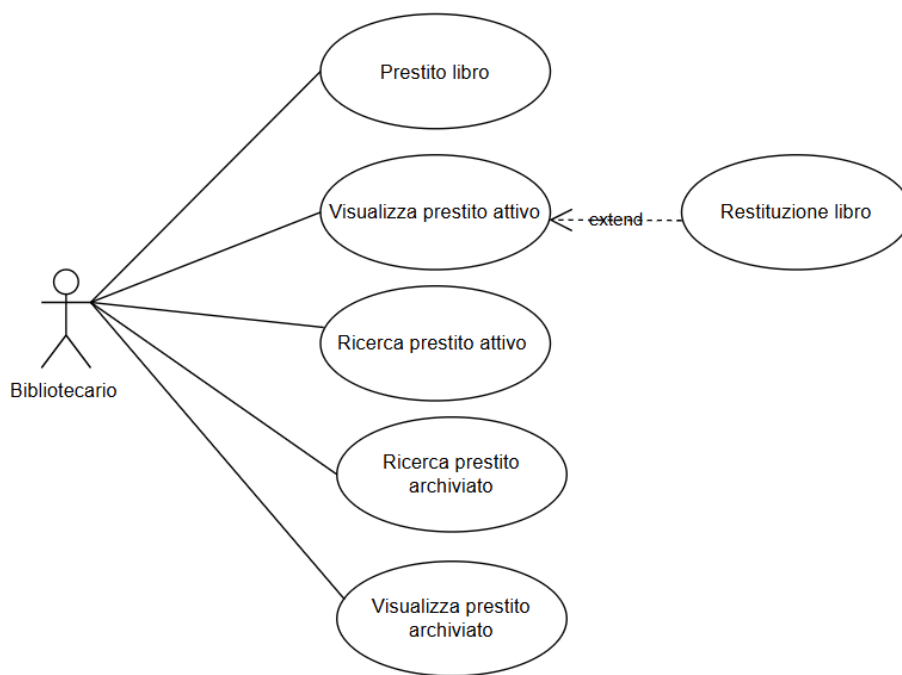 Prestito libro
Visualizza prestito attivo
extend
Restituzione libro
Ricerca prestito attivo
Bibliotecario
Ricerca prestito
archiviato
Visualizza prestito
archiviato